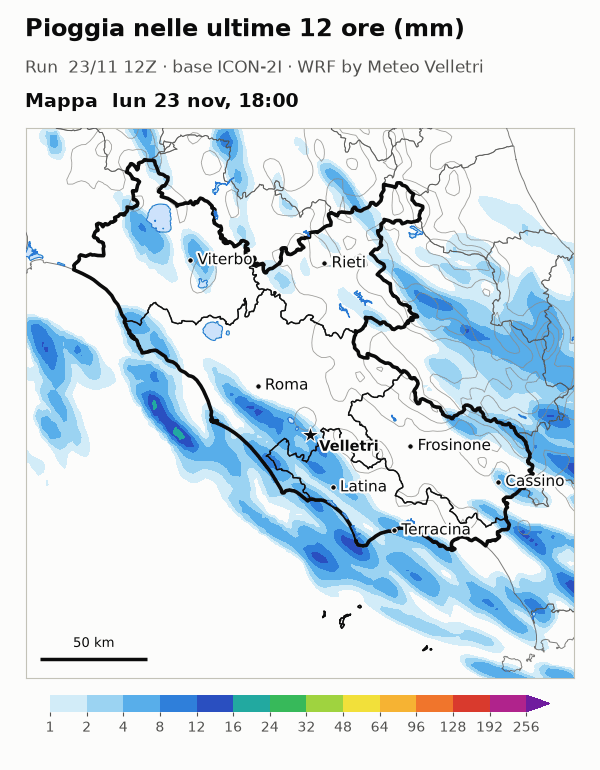 Pioggia nelle ultime 12 ore (mm)
Run  23/11 12Z · base ICON-2I · WRF by Meteo Velletri
Mappa  lun 23 nov, 18:00
Viterbo
Rieti
Roma
Velletri
Frosinone
Latina
Cassino
Terracina
50 km
1 2 4 8 12 16 24 32 48 64 96 128 192 256